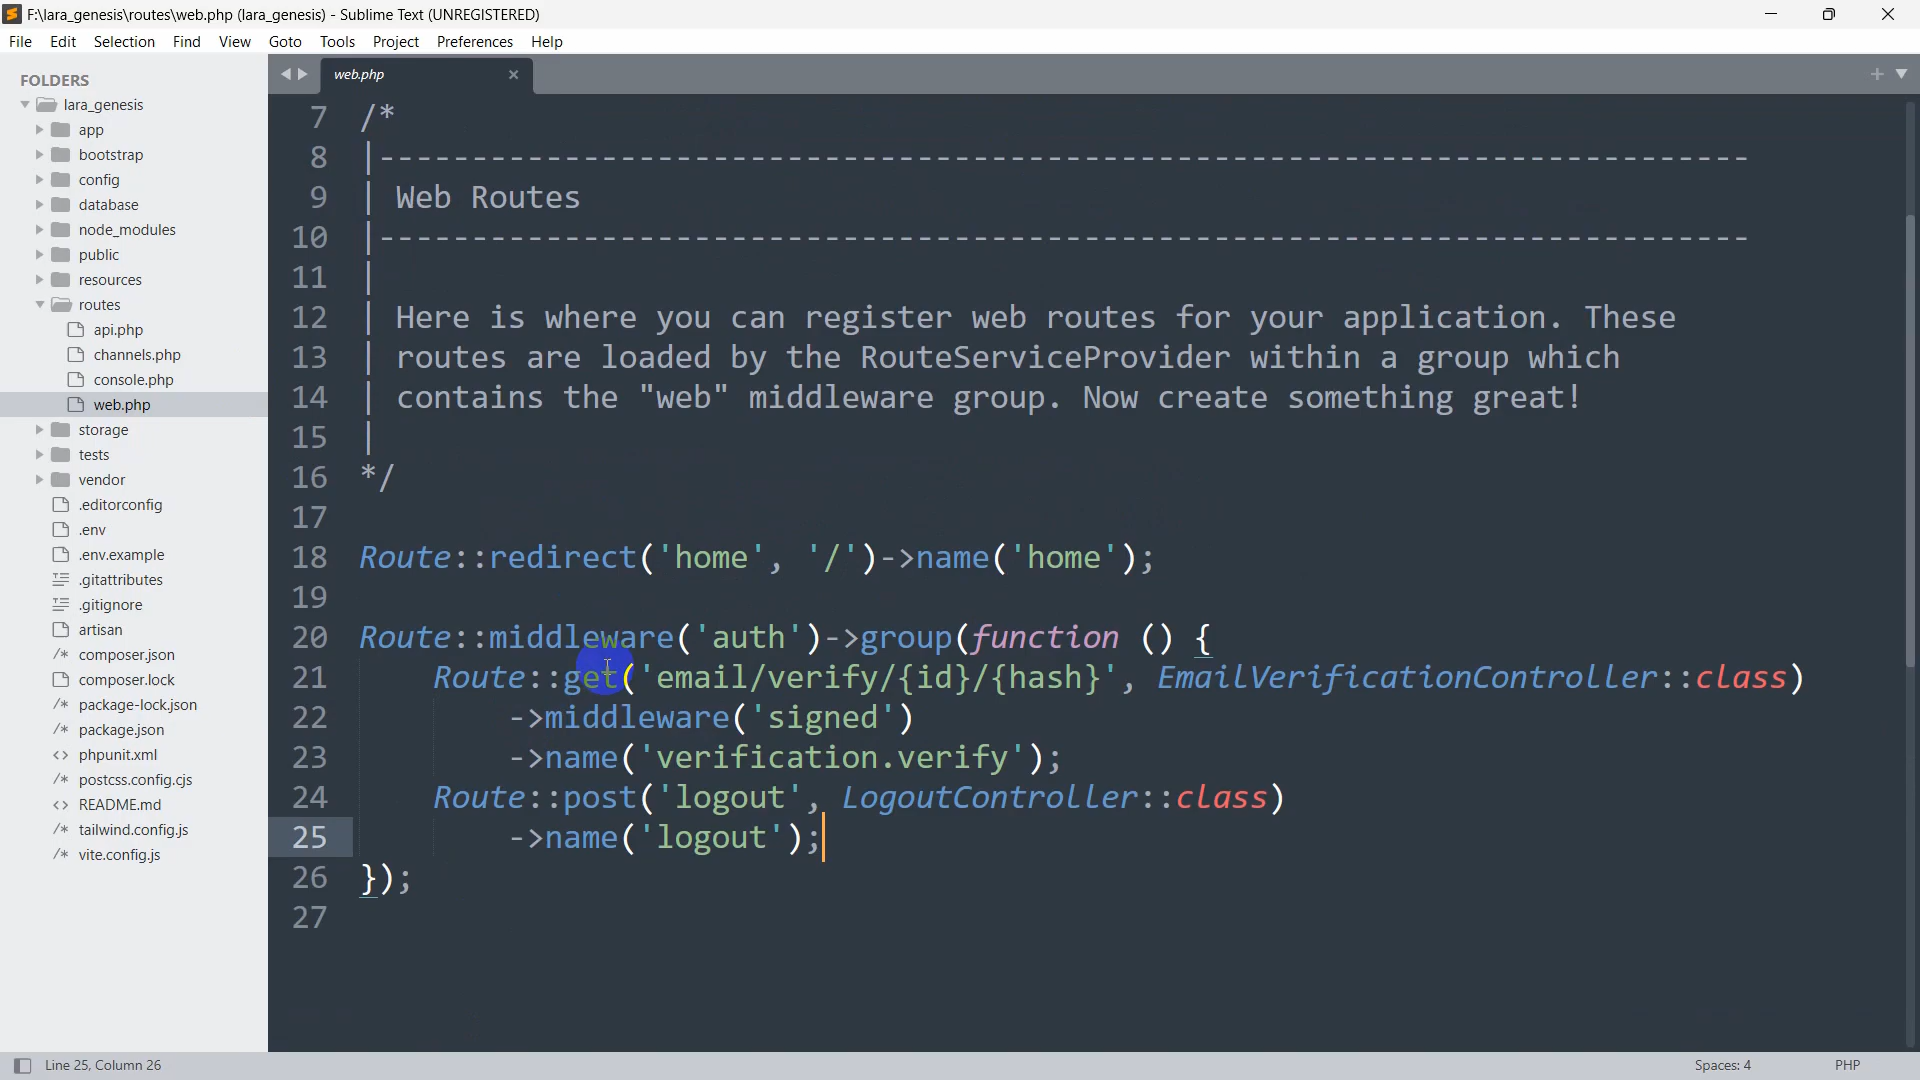 F:\lara_genesis\routes\web.php (lara_genesis) - Sublime Text (UNREGISTERED)
File Edit Selection Find View Goto Tools Project Preferences Help
FOLDERS
lara_genesis
app
bootstrap
config
database
node_modules
public
resources
routes
api.php
channels.php
console.php
web.php
storage
tests
vendor
.editorconfig
.env
.env.example
.gitattributes
.gitignore
artisan
composer.json
composer.lock
package-lock.json
package.json
phpunit.xml
postcss.config.cjs
README.md
tailwind.config.js
vite.config.js
web.php
7 /*
8 |--------------------------------------------------------------------------
9 | Web Routes
10 |--------------------------------------------------------------------------
11 |
12 | Here is where you can register web routes for your application. These
13 | routes are loaded by the RouteServiceProvider within a group which
14 | contains the "web" middleware group. Now create something great!
15 |
16 */
17
18 Route::redirect('home', '/')->name('home');
19
20 Route::middleware('auth')->group(function () {
21     Route::get('email/verify/{id}/{hash}', EmailVerificationController::class)
22         ->middleware('signed')
23         ->name('verification.verify');
24     Route::post('logout', LogoutController::class)
25         ->name('logout');
26 });
27
Line 25, Column 26
Spaces: 4
PHP